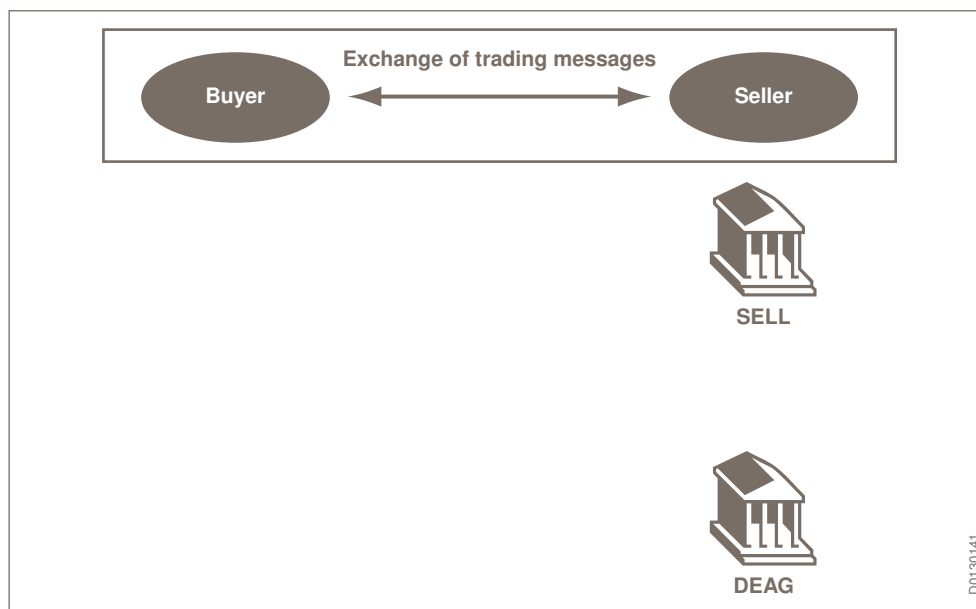 Exchange of trading messages
Buyer
Seller
SELL
DEAG
D0130141